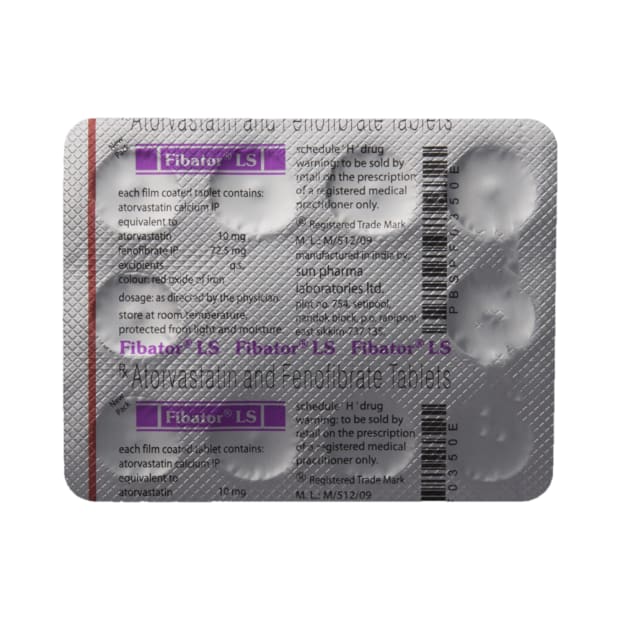 Atorvastatin and Fenofibrate Tablets
New
Pack
Fibator® LS
each film coated tablet contains:
atorvastatin calcium IP
equivalent to
atorvastatin 10 mg
fenofibrate IP 72.5 mg
excipients q.s.
colour: red oxide of iron
dosage: as directed by the physician
store at room temperature,
protected from light and moisture.
schedule 'H' drug
warning: to be sold by
retail on the prescription
of a registered medical
practitioner only.
® Registered Trade Mark
M. L.: M/512/09
manufactured in india by:
sun pharma
laboratories ltd.
plot no. 754, setipool,
nandok block, p.o. ranipool,
east sikkim-737 135.
PBSPF0350E
Fibator® LS Fibator® LS Fibator® LS
Rx Atorvastatin and Fenofibrate Tablets
New
Pack
Fibator® LS
each film coated tablet contains:
atorvastatin calcium IP
equivalent to
atorvastatin 10 mg
schedule 'H' drug
warning: to be sold by
retail on the prescription
of a registered medical
practitioner only.
® Registered Trade Mark
M. L.: M/512/09
F0350E